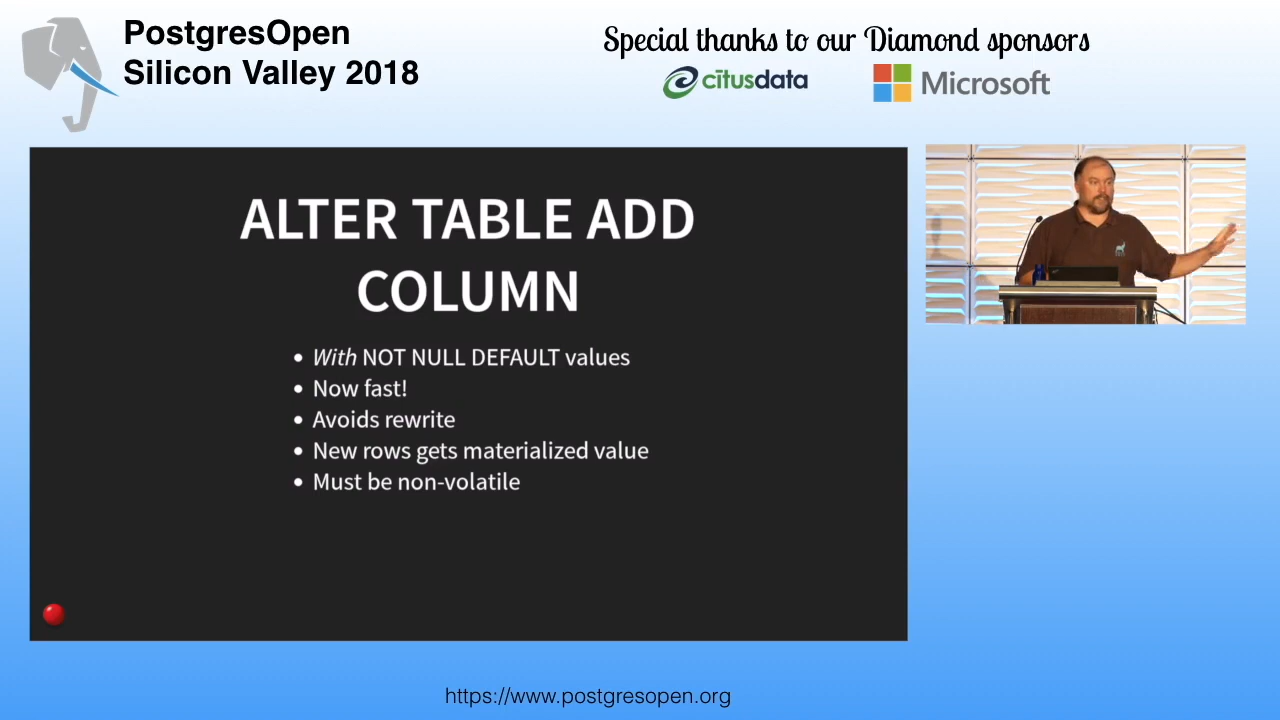 PostgresOpen
Silicon Valley 2018
Special thanks to our Diamond sponsors
citusdata
Microsoft
ALTER TABLE ADD
COLUMN
With NOT NULL DEFAULT values
Now fast!
Avoids rewrite
New rows gets materialized value
Must be non-volatile
https://www.postgresopen.org